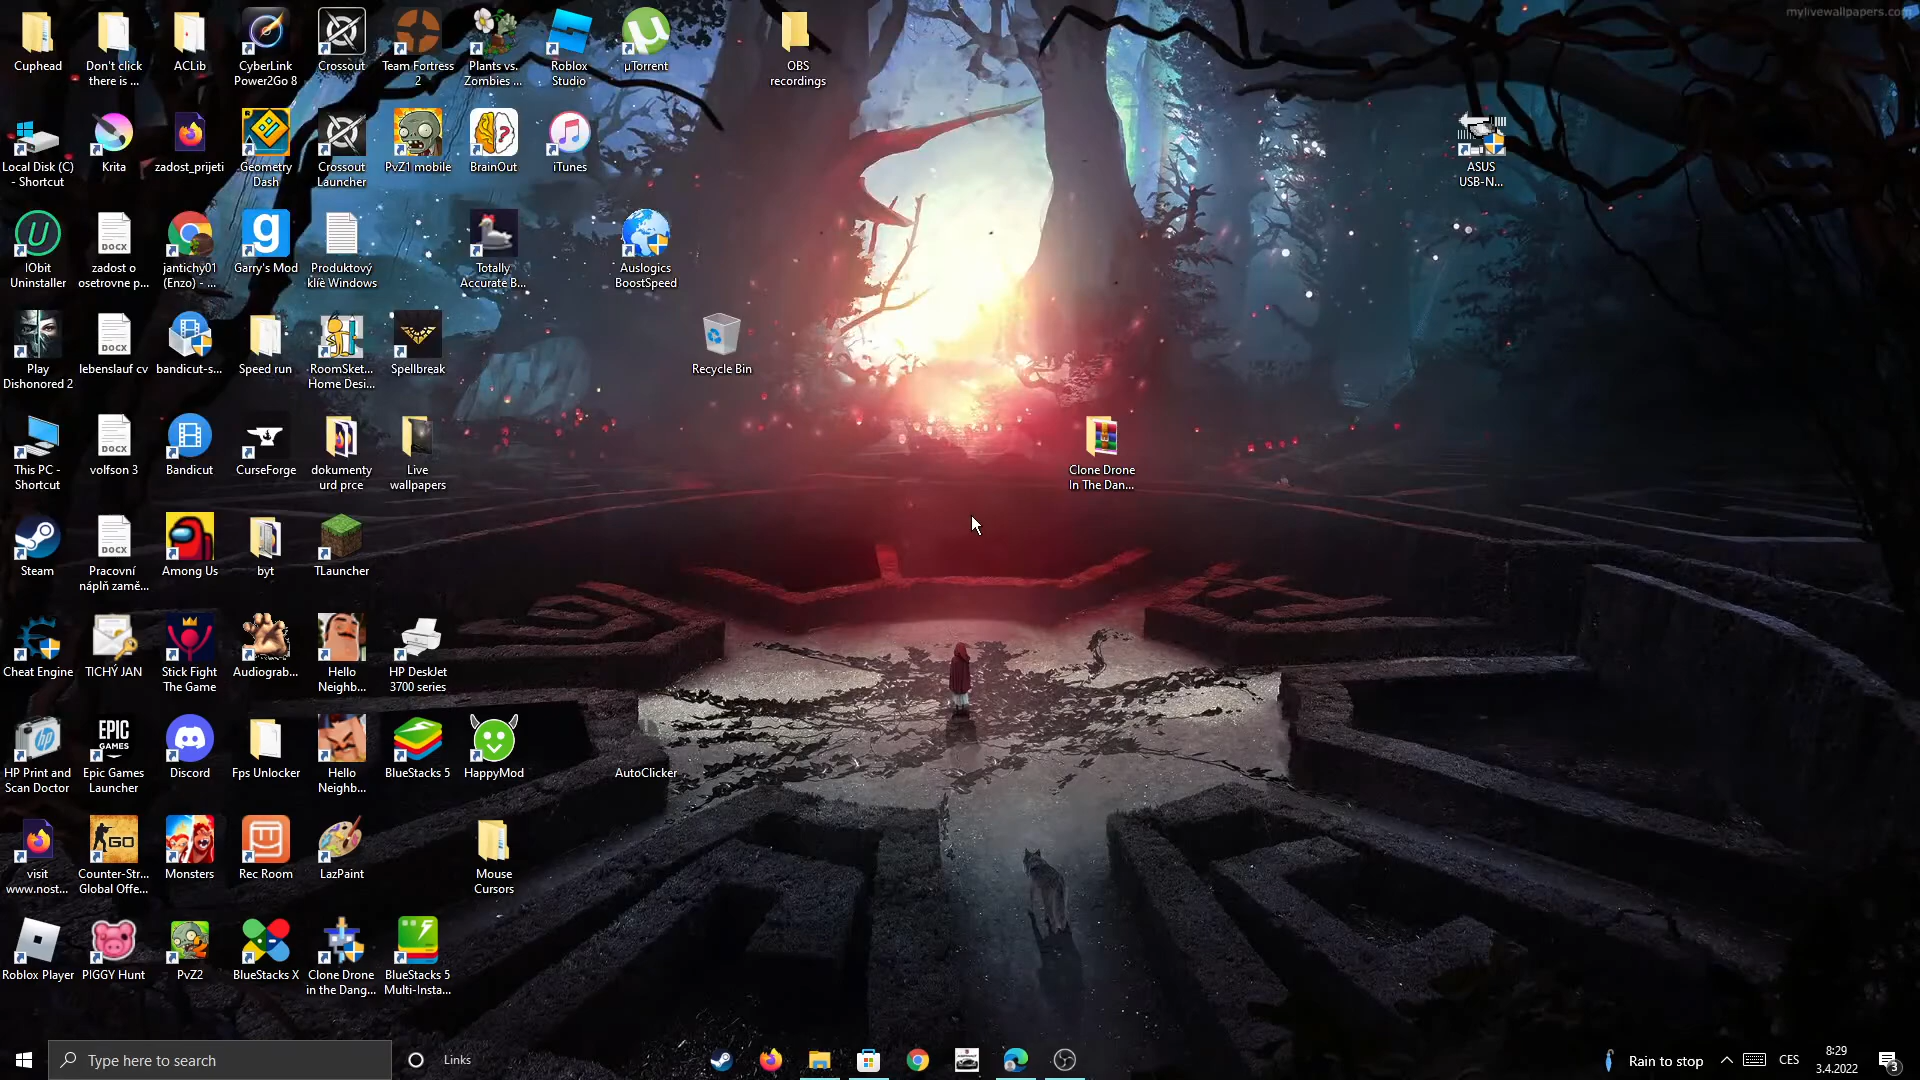 mylivewallpapers.com
Cuphead
Don't click
there is ...
ACLib
CyberLink
Power2Go 8
Crossout
Team Fortress
2
Plants vs.
Zombies ...
Roblox
Studio
µTorrent
OBS
recordings
Local Disk (C)
- Shortcut
Krita
zadost_prijeti
Geometry
Dash
Crossout
Launcher
PvZ1 mobile
BrainOut
iTunes
ASUS
USB-N...
IObit
Uninstaller
DOCX
zadost o
osetrovne p...
jantichy01
(Enzo) - ...
Garry's Mod
Produktový
klíč Windows
Totally
Accurate B...
Auslogics
BoostSpeed
Play
Dishonored 2
DOCX
lebenslauf cv
bandicut-s...
Speed run
RoomSket...
Home Desi...
Spellbreak
Recycle Bin
This PC -
Shortcut
DOCX
volfson 3
Bandicut
CurseForge
dokumenty
urd prce
Live
wallpapers
Clone Drone
In The Dan...
Steam
DOCX
Pracovní
náplň zamě...
Among Us
byt
TLauncher
Cheat Engine
TICHÝ JAN
Stick Fight
The Game
Audiograb...
Hello
Neighb...
HP DeskJet
3700 series
HP Print and
Scan Doctor
EPIC
GAMES
Epic Games
Launcher
Discord
Fps Unlocker
Hello
Neighb...
BlueStacks 5
HappyMod
AutoClicker
visit
www.nost...
GO
Counter-Str...
Global Offe...
Monsters
Rec Room
LazPaint
Mouse
Cursors
Roblox Player
PIGGY Hunt
PvZ2
BlueStacks X
Clone Drone
in the Dang...
BlueStacks 5
Multi-Insta...
Type here to search
Links
Rain to stop
CES
8:29
3.4.2022
3